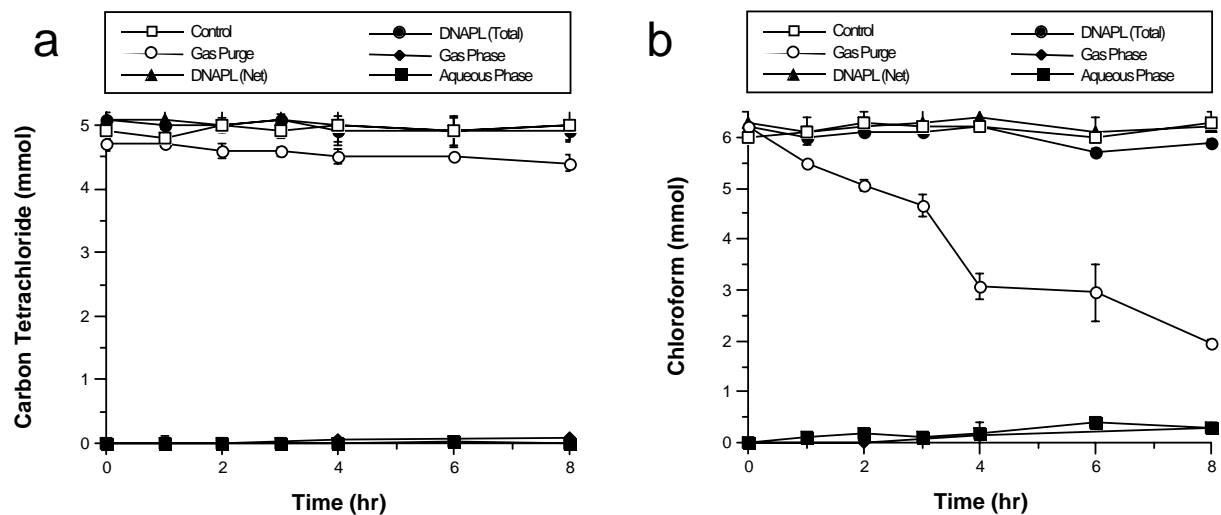 a
Control
DNAPL (Total)
Gas Purge
Gas Phase
DNAPL (Net)
Aqueous Phase
Carbon Tetrachloride (mmol)
5
4
3
2
1
0
0 2 4 6 8
Time (hr)
b
Control
DNAPL (Total)
Gas Purge
Gas Phase
DNAPL (Net)
Aqueous Phase
Chloroform (mmol)
6
5
4
3
2
1
0
0 2 4 6 8
Time (hr)